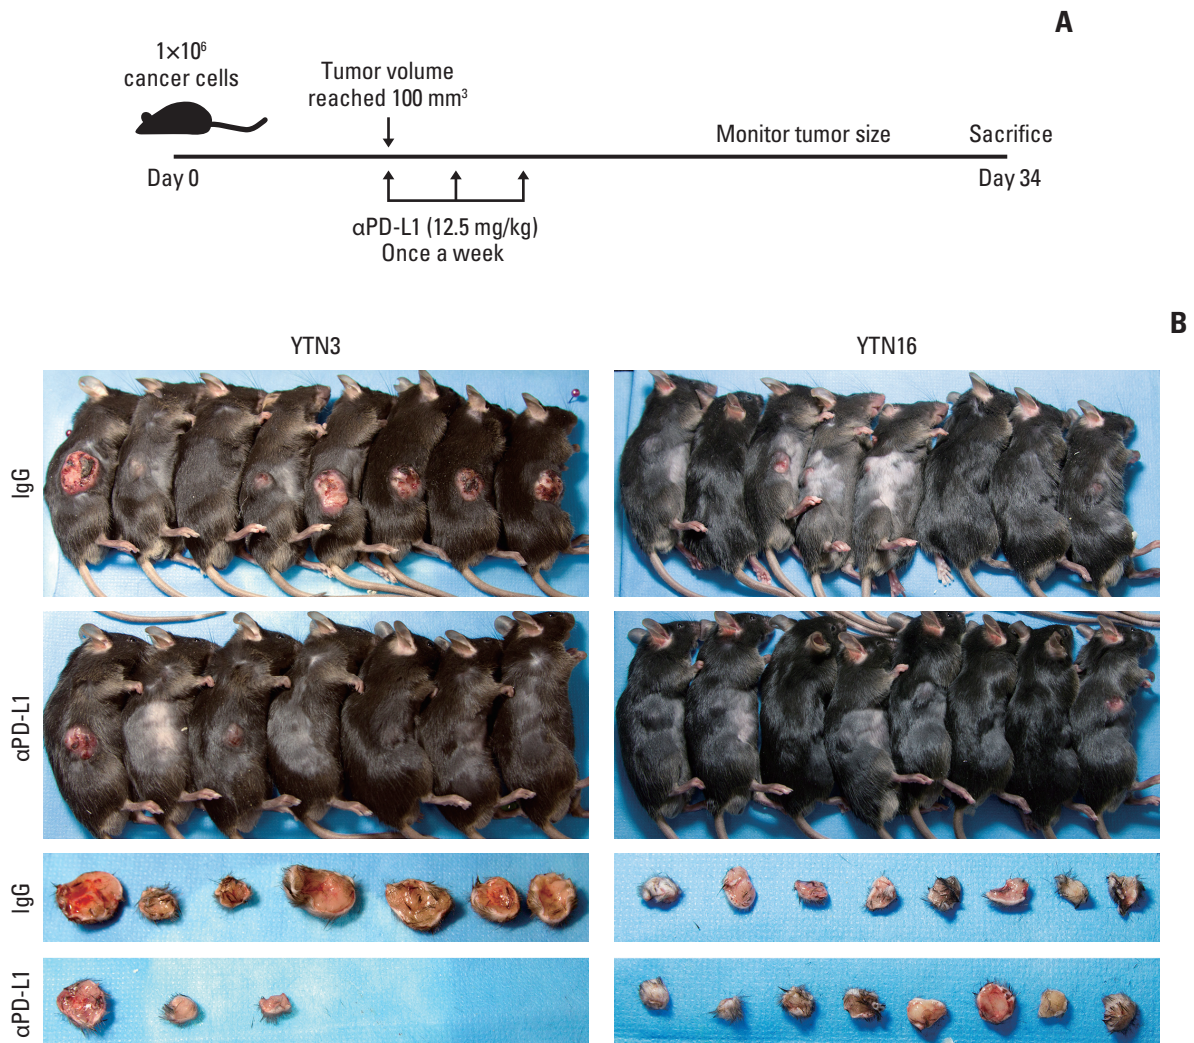 A
1×10⁶
cancer cells
Tumor volume
reached 100 mm³
Monitor tumor size
Sacrifice
Day 0
Day 34
αPD-L1 (12.5 mg/kg)
Once a week
B
YTN3
YTN16
IgG
αPD-L1
IgG
αPD-L1